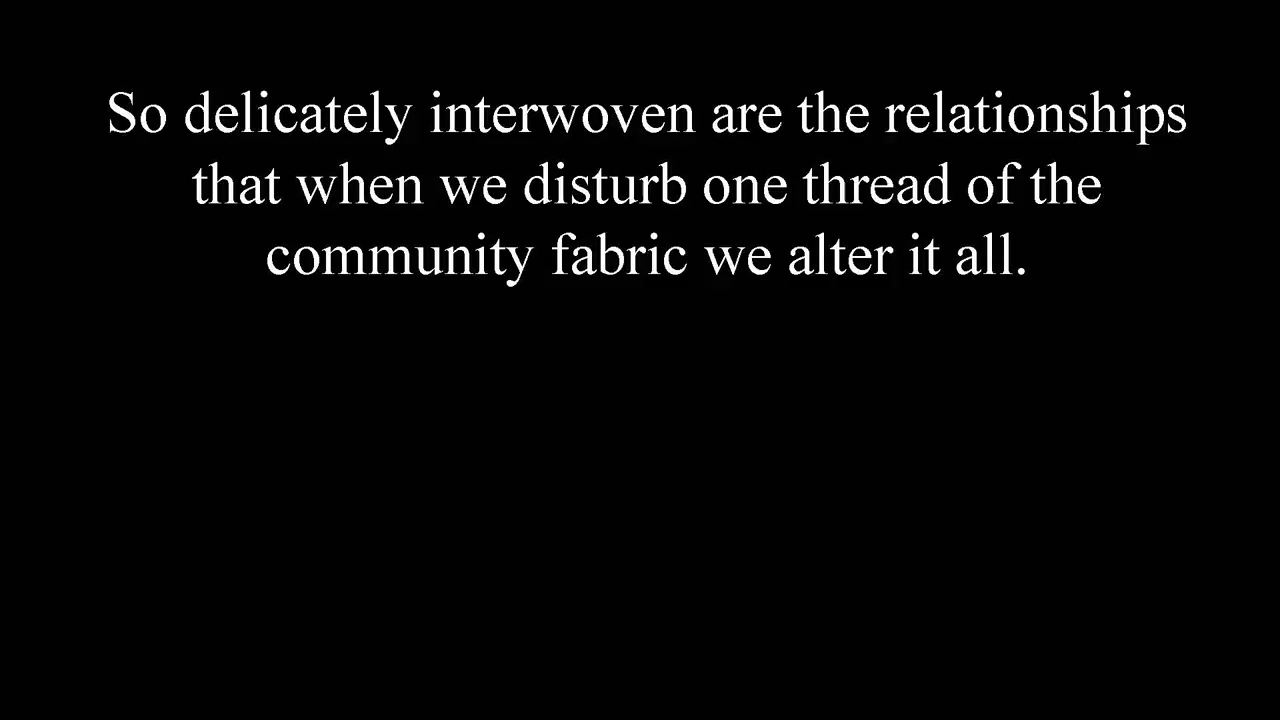 So delicately interwoven are the relationships
that when we disturb one thread of the
community fabric we alter it all.